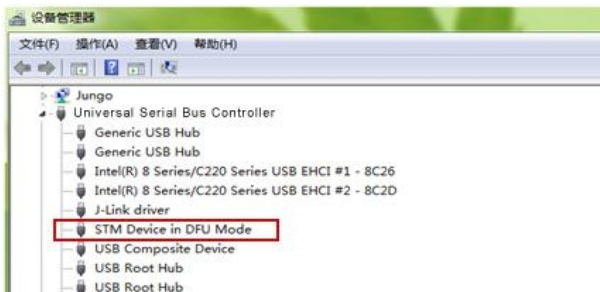 设备管理器
文件(F) 操作(A) 查看(V) 帮助(H)
Jungo
Universal Serial Bus Controller
Generic USB Hub
Generic USB Hub
Intel(R) 8 Series/C220 Series USB EHCI #1 - 8C26
Intel(R) 8 Series/C220 Series USB EHCI #2 - 8C2D
J-Link driver
STM Device in DFU Mode
USB Composite Device
USB Root Hub
USB Root Hub